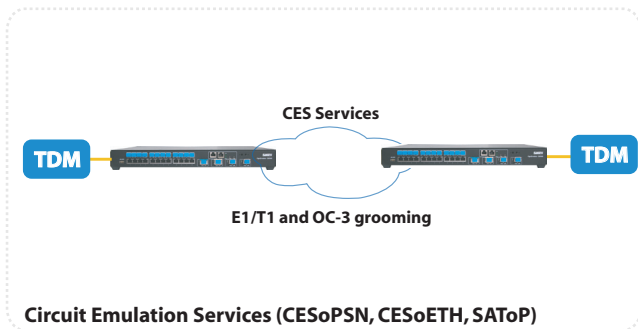 CES Services
TDM
TDM
E1/T1 and OC-3 grooming
Circuit Emulation Services (CESoPSN, CESoETH, SAToP)